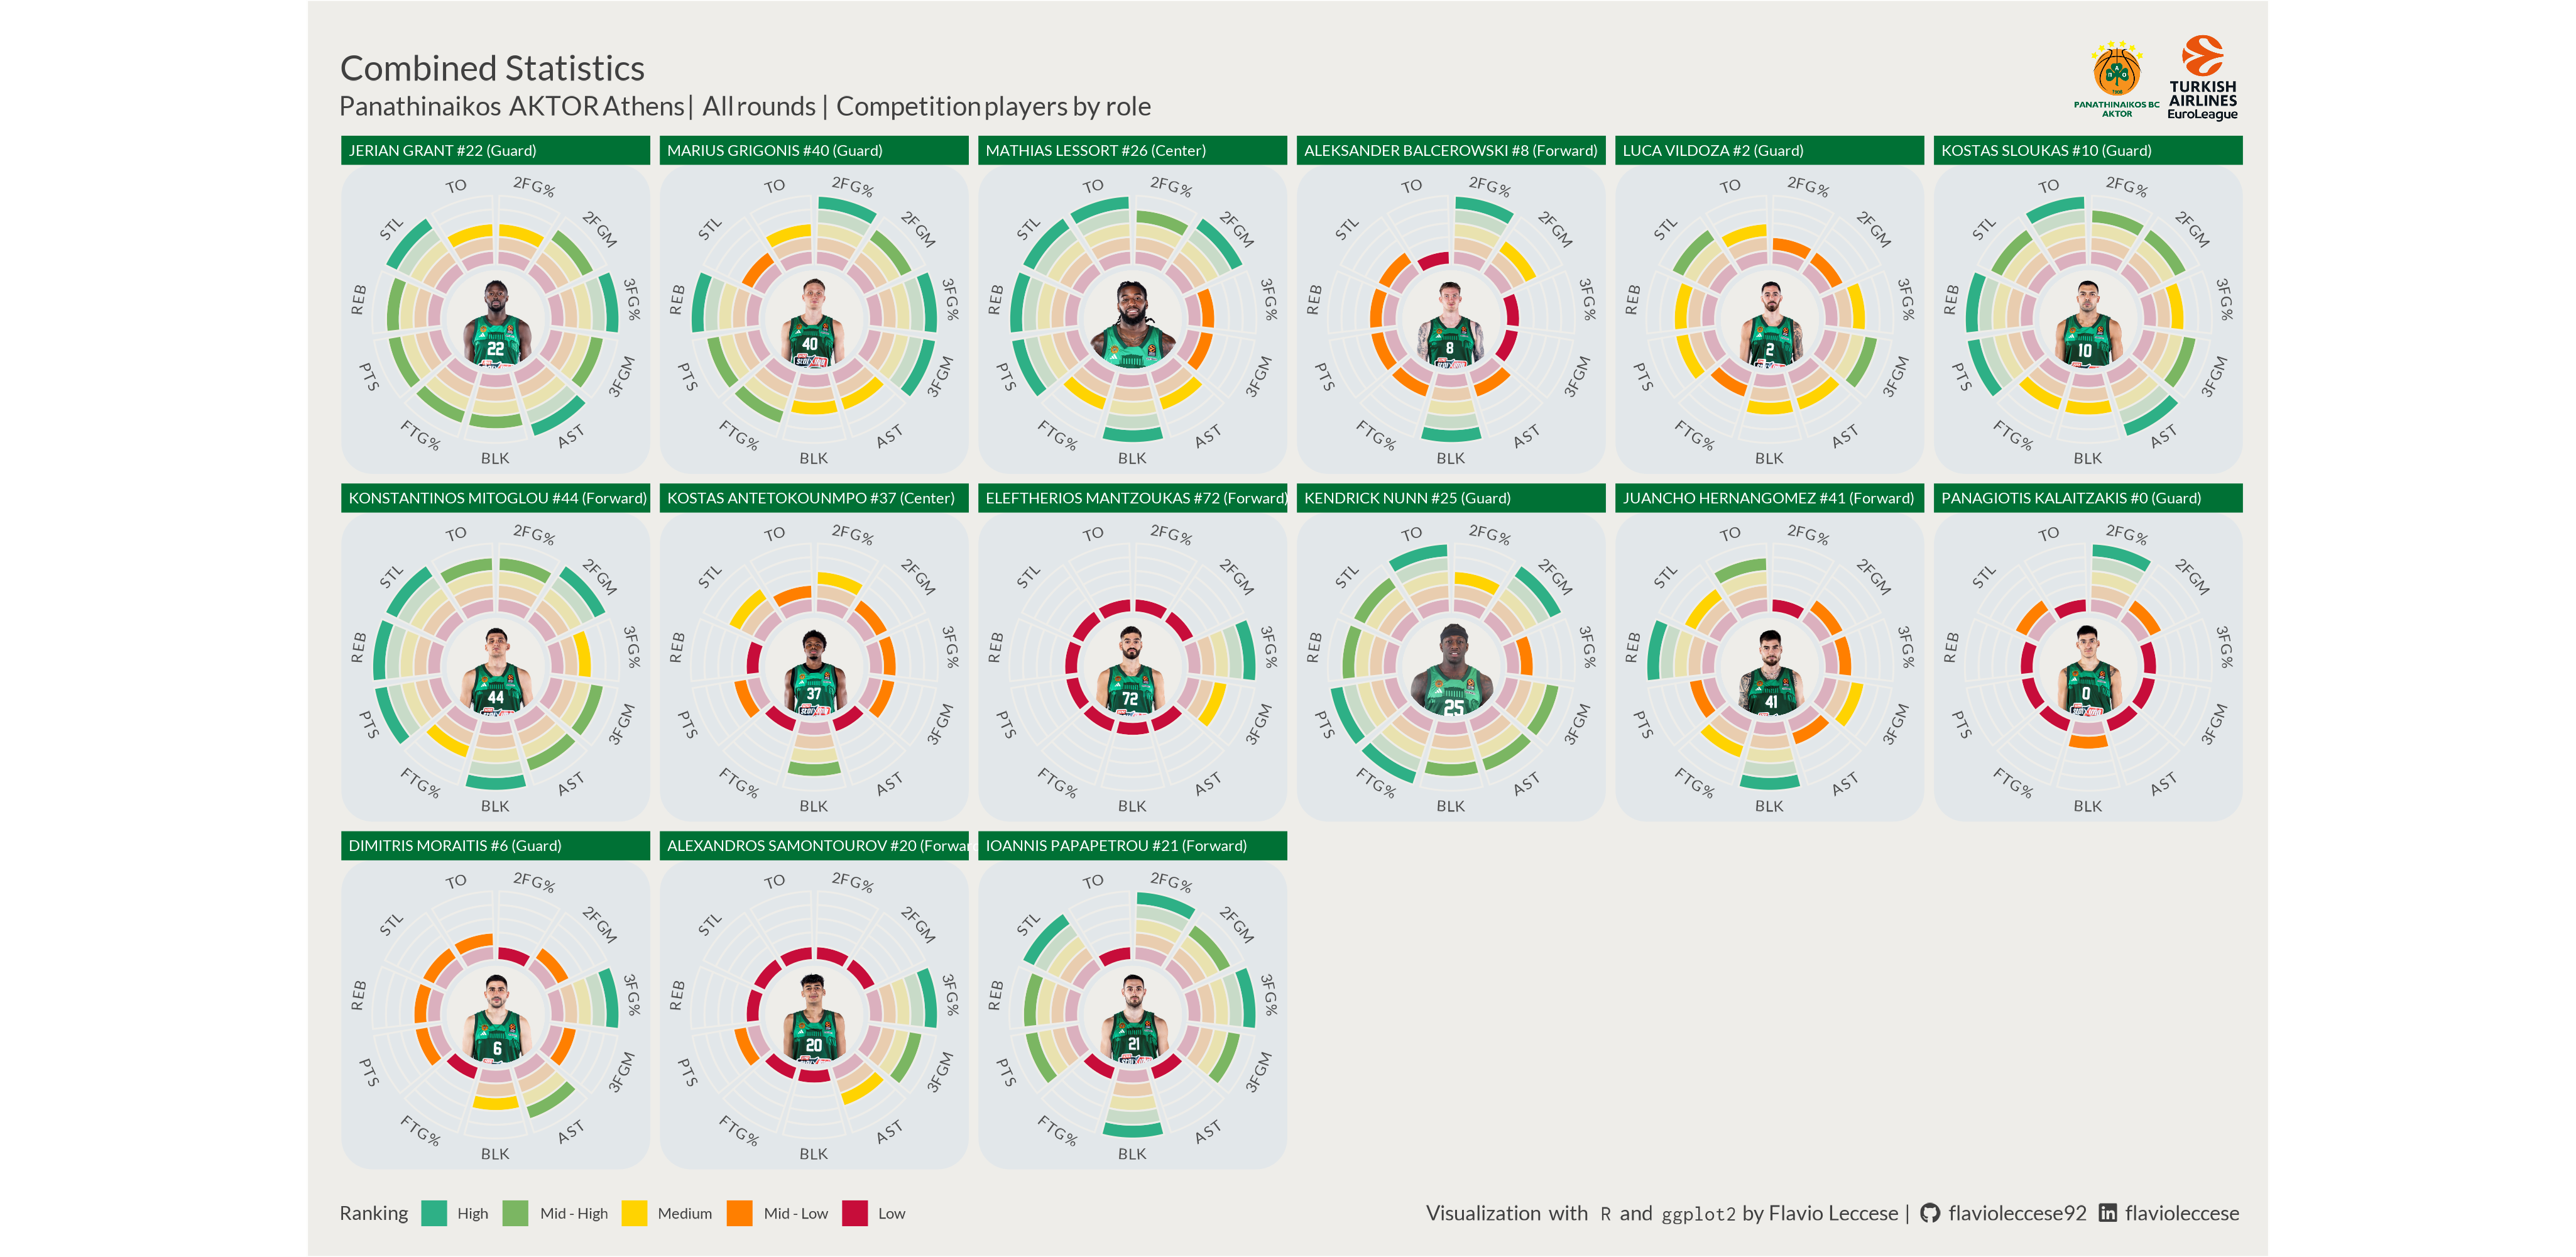 Combined Statistics
Panathinaikos AKTOR Athens | All rounds | Competition players by role
PANATHINAIKOS BC
AKTOR
TURKISH
AIRLINES
EuroLeague
JERIAN GRANT #22 (Guard)
TO 2FG% 2FGM 3FG% 3FGM AST BLK FTG% PTS REB STL
22
MARIUS GRIGONIS #40 (Guard)
TO 2FG% 2FGM 3FG% 3FGM AST BLK FTG% PTS REB STL
40
MATHIAS LESSORT #26 (Center)
TO 2FG% 2FGM 3FG% 3FGM AST BLK FTG% PTS REB STL
ALEKSANDER BALCEROWSKI #8 (Forward)
TO 2FG% 2FGM 3FG% 3FGM AST BLK FTG% PTS REB STL
8
LUCA VILDOZA #2 (Guard)
TO 2FG% 2FGM 3FG% 3FGM AST BLK FTG% PTS REB STL
2
KOSTAS SLOUKAS #10 (Guard)
TO 2FG% 2FGM 3FG% 3FGM AST BLK FTG% PTS REB STL
10
KONSTANTINOS MITOGLOU #44 (Forward)
TO 2FG% 2FGM 3FG% 3FGM AST BLK FTG% PTS REB STL
44
KOSTAS ANTETOKOUNMPO #37 (Center)
TO 2FG% 2FGM 3FG% 3FGM AST BLK FTG% PTS REB STL
37
ELEFTHERIOS MANTZOUKAS #72 (Forward)
TO 2FG% 2FGM 3FG% 3FGM AST BLK FTG% PTS REB STL
72
KENDRICK NUNN #25 (Guard)
TO 2FG% 2FGM 3FG% 3FGM AST BLK FTG% PTS REB STL
25
JUANCHO HERNANGOMEZ #41 (Forward)
TO 2FG% 2FGM 3FG% 3FGM AST BLK FTG% PTS REB STL
41
PANAGIOTIS KALAITZAKIS #0 (Guard)
TO 2FG% 2FGM 3FG% 3FGM AST BLK FTG% PTS REB STL
0
DIMITRIS MORAITIS #6 (Guard)
TO 2FG% 2FGM 3FG% 3FGM AST BLK FTG% PTS REB STL
6
ALEXANDROS SAMONTOUROV #20 (Forwar
TO 2FG% 2FGM 3FG% 3FGM AST BLK FTG% PTS REB STL
20
IOANNIS PAPAPETROU #21 (Forward)
TO 2FG% 2FGM 3FG% 3FGM AST BLK FTG% PTS REB STL
21
Ranking High Mid - High Medium Mid - Low Low
Visualization with R and ggplot2 by Flavio Leccese | flavioleccese92 flavioleccese